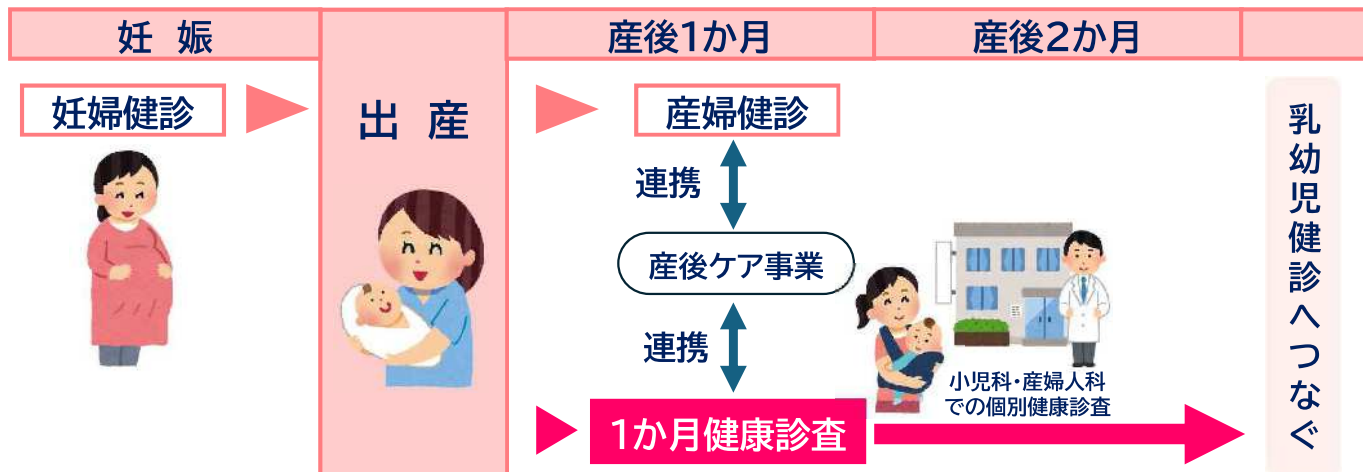 妊 娠
出 産
産後1か月
産後2か月
妊婦健診
産婦健診
連携
産後ケア事業
連携
1か月健康診査
小児科・産婦人科
での個別健康診査
乳幼児健診へつなぐ